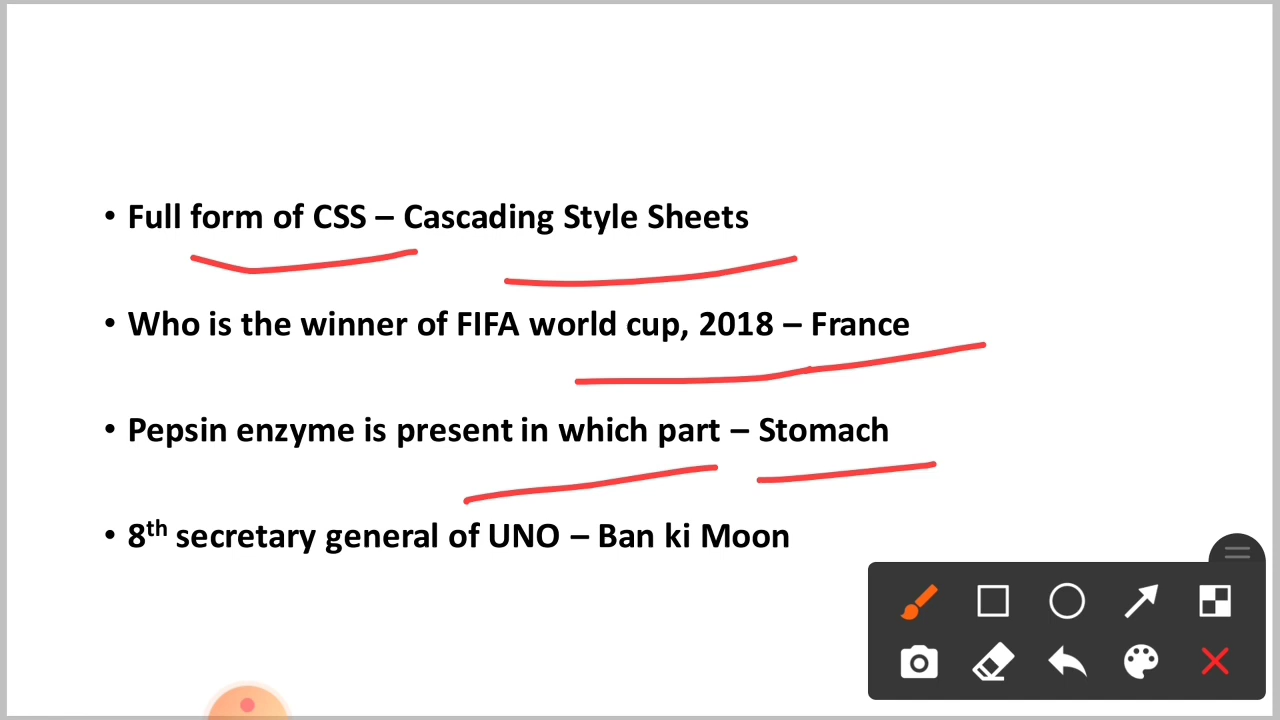 • Full form of CSS – Cascading Style Sheets
• Who is the winner of FIFA world cup, 2018 – France
• Pepsin enzyme is present in which part – Stomach
• 8th secretary general of UNO – Ban ki Moon